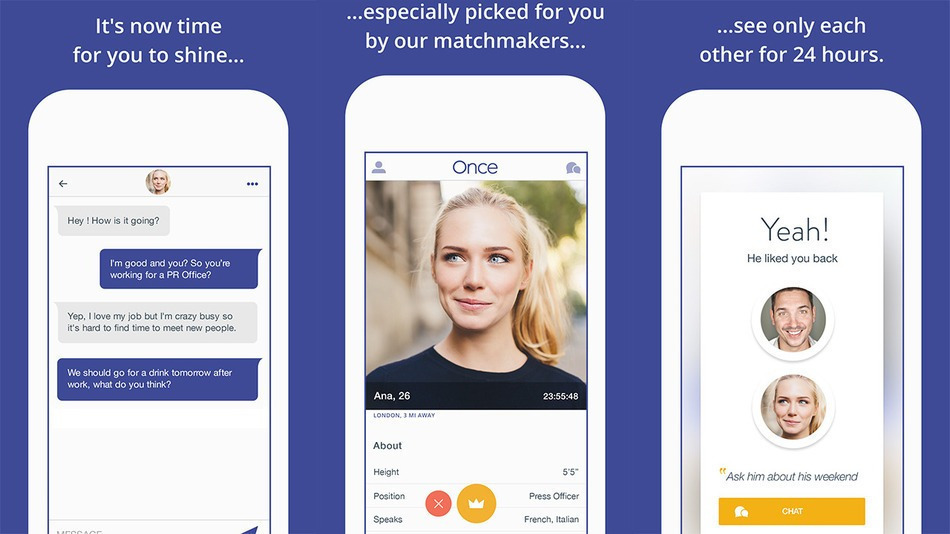 It's now time
for you to shine...
Hey ! How is it going?
I'm good and you? So you're
working for a PR Office?
Yep, I love my job but I'm crazy busy so
it's hard to find time to meet new people.
We should go for a drink tomorrow after
work, what do you think?
MESSAGE
...especially picked for you
by our matchmakers...
Once
Ana, 26 23:55:48
LONDON, 3 MI AWAY
About
Height 5'5"
Position Press Officer
Speaks French, Italian
...see only each
other for 24 hours.
Yeah!
He liked you back
"Ask him about his weekend
CHAT